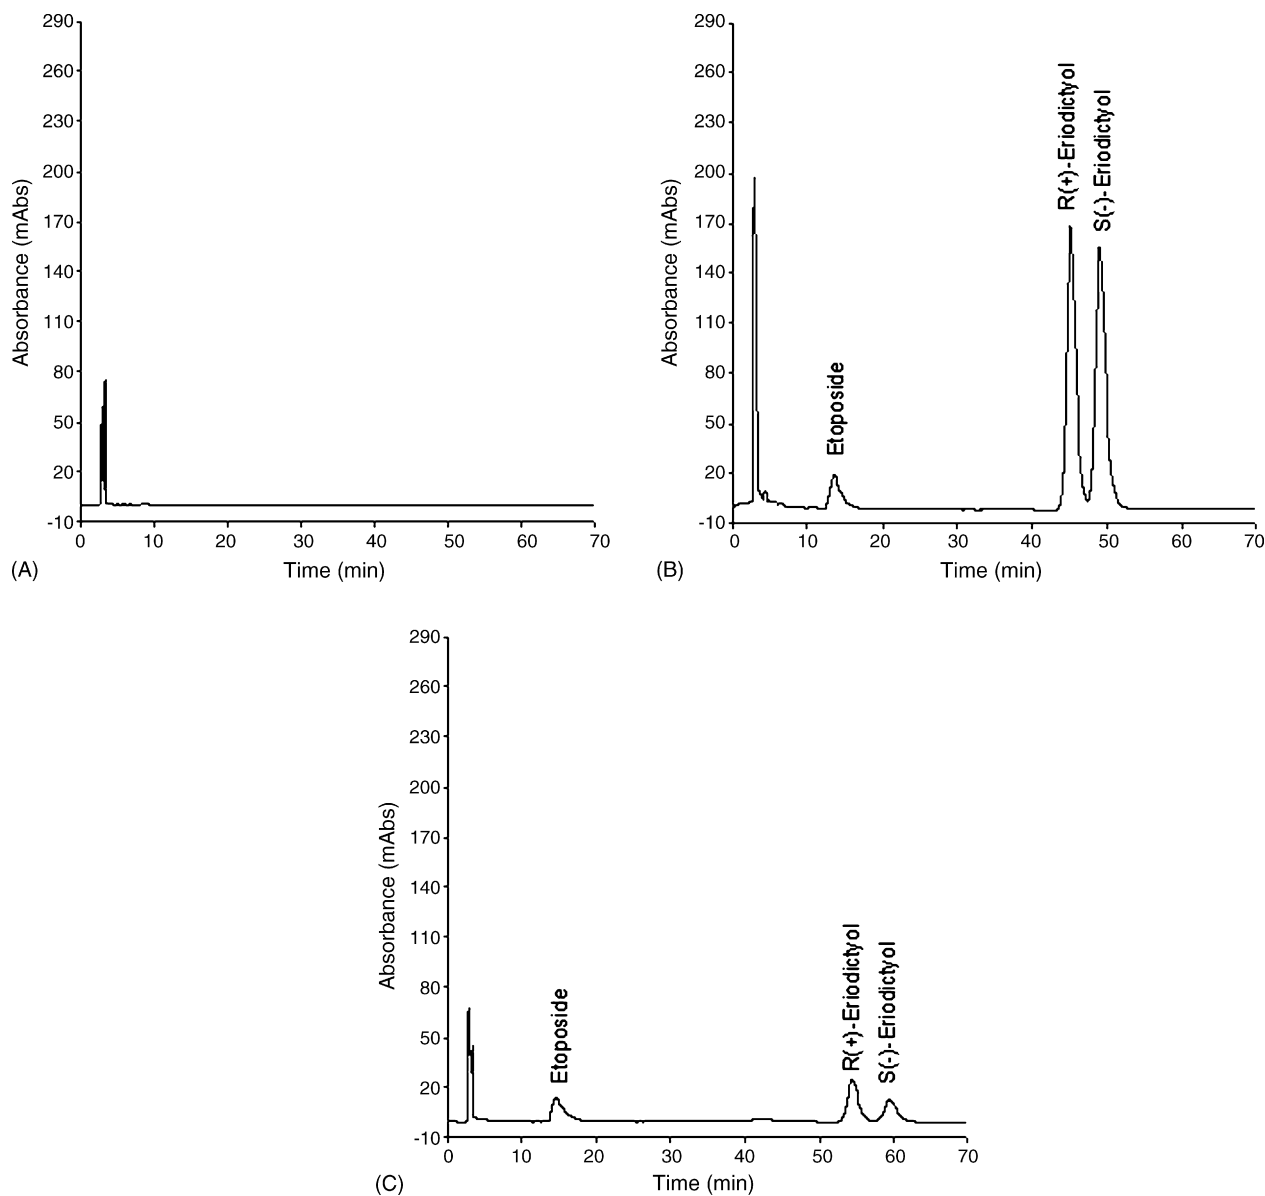 290
260
230
200
170
140
110
80
50
20
-10
Absorbance (mAbs)
0 10 20 30 40 50 60 70
Time (min)
(A)
290
260
230
200
170
140
110
80
50
20
-10
Absorbance (mAbs)
Etoposide
R(+)-Eriodictyol
S(-)-Eriodictyol
0 10 20 30 40 50 60 70
Time (min)
(B)
290
260
230
200
170
140
110
80
50
20
-10
Absorbance (mAbs)
Etoposide
R(+)-Eriodictyol
S(-)-Eriodictyol
0 10 20 30 40 50 60 70
Time (min)
(C)